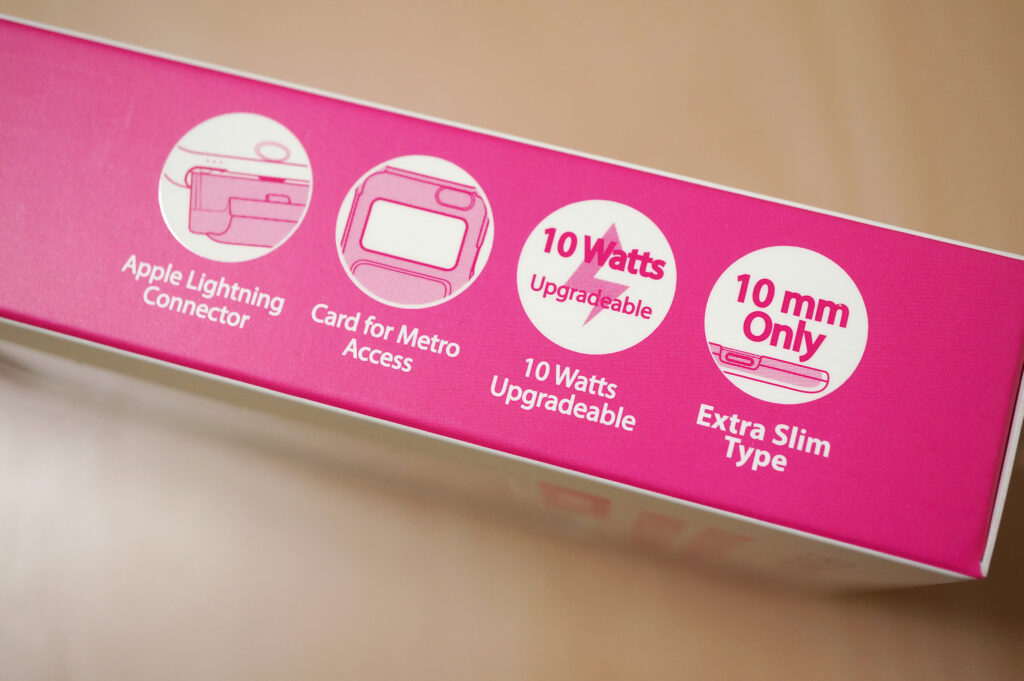 Apple Lightning
Connector
Card for Metro
Access
10 Watts
Upgradeable
10 Watts
Upgradeable
10 mm
Only
Extra Slim
Type